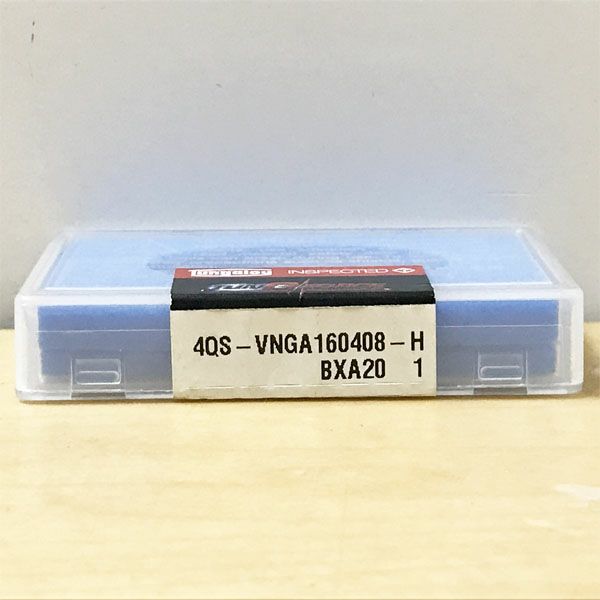 Tungaloy INSPECTED
4QS-VNGA160408-H
BXA20 1